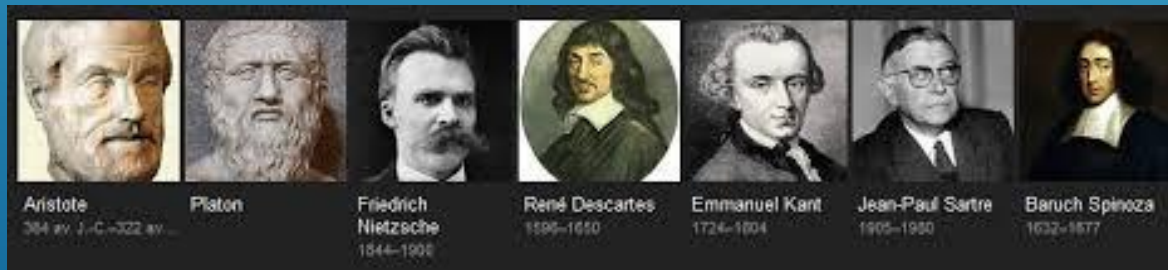 Aristote
384 av. J.-C.–322 av...
Platon
Friedrich
Nietzsche
1844–1900
René Descartes
1596–1650
Emmanuel Kant
1724–1804
Jean-Paul Sartre
1905–1980
Baruch Spinoza
1632–1677